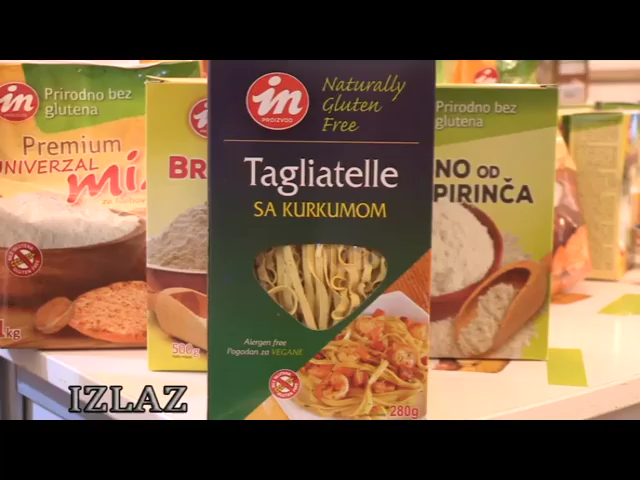 in
Prirodno bez
glutena
Premium
UNIVERZAL
mix
1kg
BR
500g
in
PROIZVOD
Naturally
Gluten
Free
Tagliatelle
SA KURKUMOM
Alergen free
Pogodan za VEGANE
280g
Prirodno bez
glutena
NO OD
PIRINČA
IZLAZ